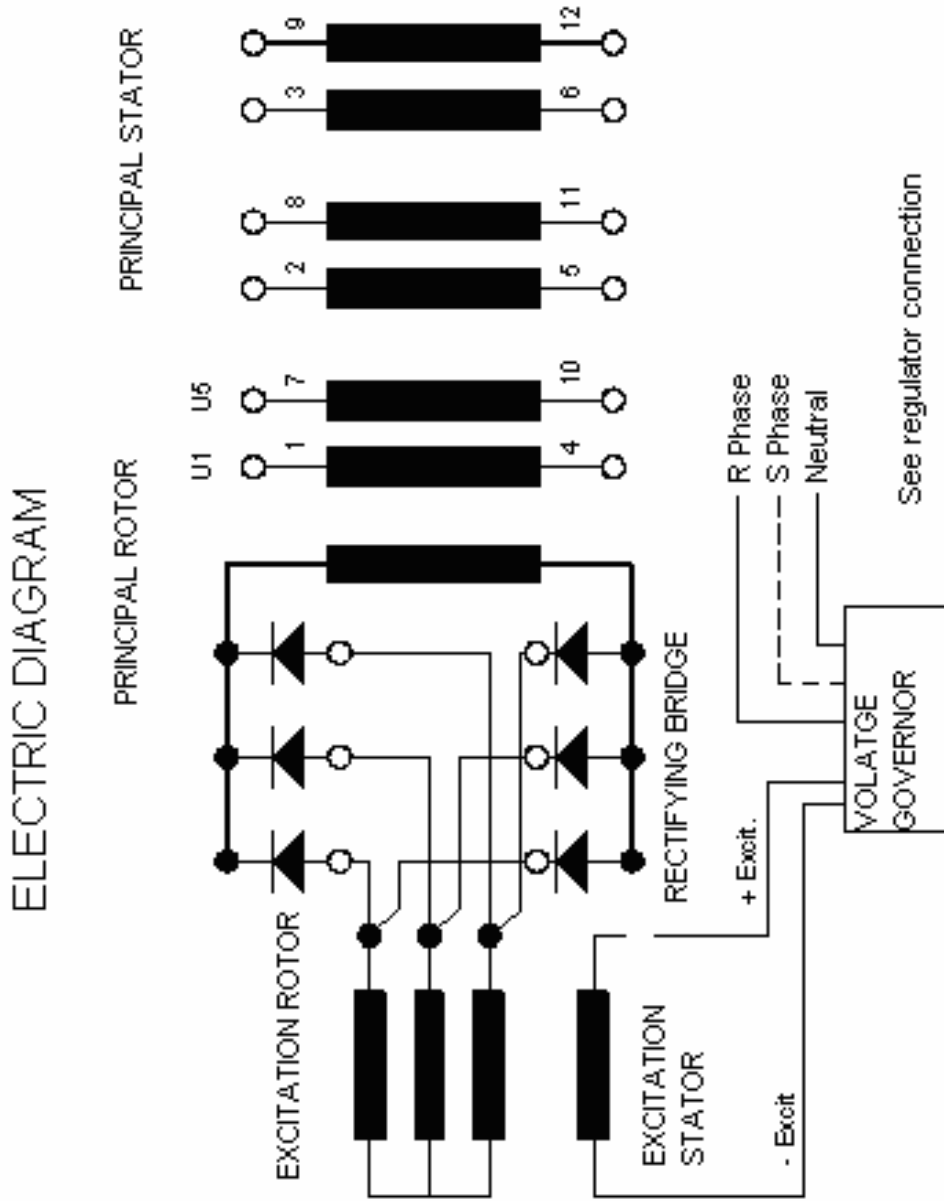 ELECTRIC DIAGRAM
PRINCIPAL ROTOR
PRINCIPAL STATOR
U1
U5
1
7
2
8
3
9
4
10
5
11
6
12
EXCITATION ROTOR
RECTIFYING BRIDGE
EXCITATION
STATOR
+ Excit.
- Excit
R Phase
S Phase
Neutral
VOLATGE
GOVERNOR
See regulator connection